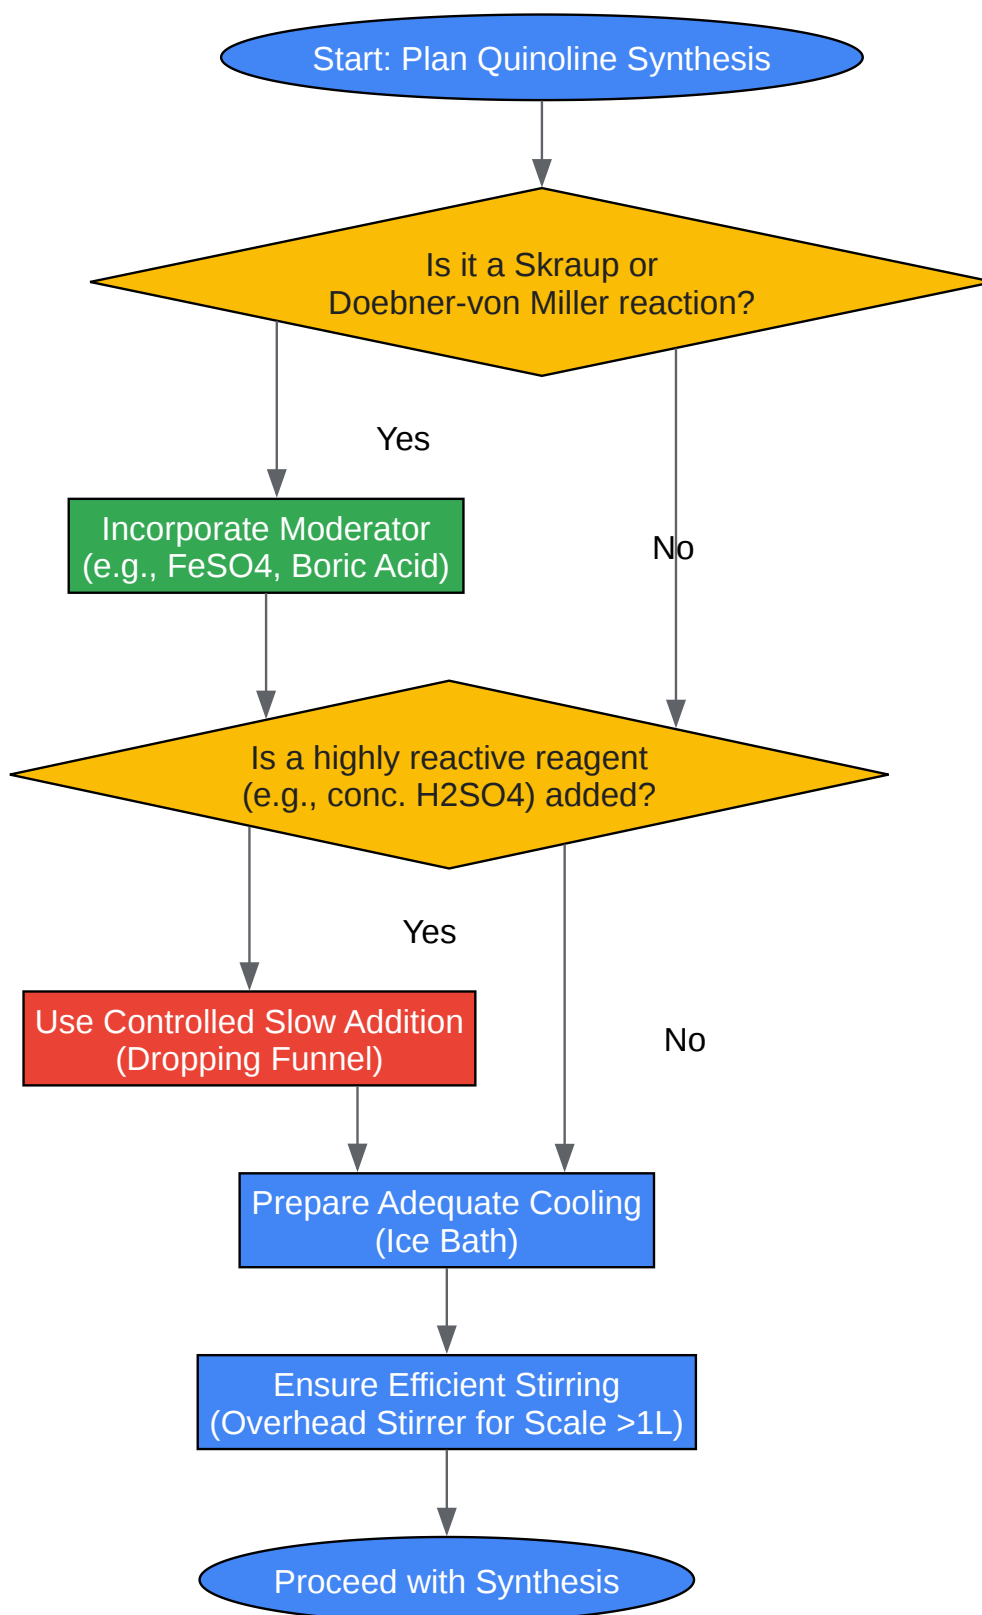 Start: Plan Quinoline Synthesis
Is it a Skraup or
Doebner-von Miller reaction?
Yes
Incorporate Moderator
(e.g., FeSO4, Boric Acid)
No
Is a highly reactive reagent
(e.g., conc. H2SO4) added?
Yes
Use Controlled Slow Addition
(Dropping Funnel)
No
Prepare Adequate Cooling
(Ice Bath)
Ensure Efficient Stirring
(Overhead Stirrer for Scale >1L)
Proceed with Synthesis